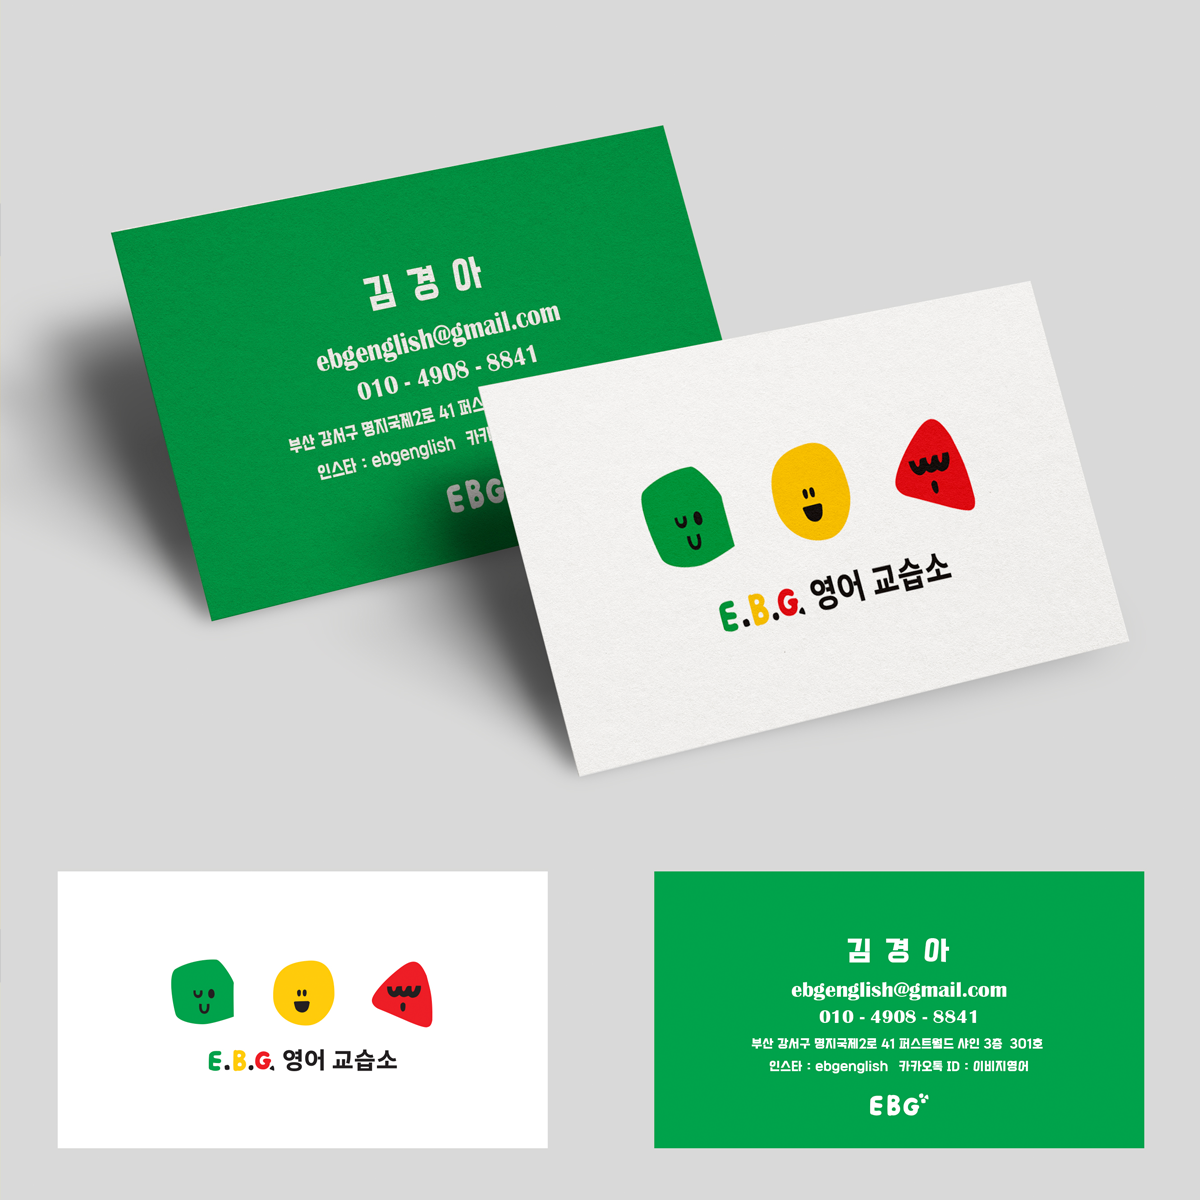 김 경 아
ebgenglish@gmail.com
010 - 4908 - 8841
부산 강서구 명지국제2로 41 퍼스
인스타 : ebgenglish 카카
EBG
E.B.G. 영어 교습소
E.B.G. 영어 교습소
김 경 아
ebgenglish@gmail.com
010 - 4908 - 8841
부산 강서구 명지국제2로 41 퍼스트월드 샤인 3층 301호
인스타 : ebgenglish 카카오톡 ID : 이비지영어
EBG